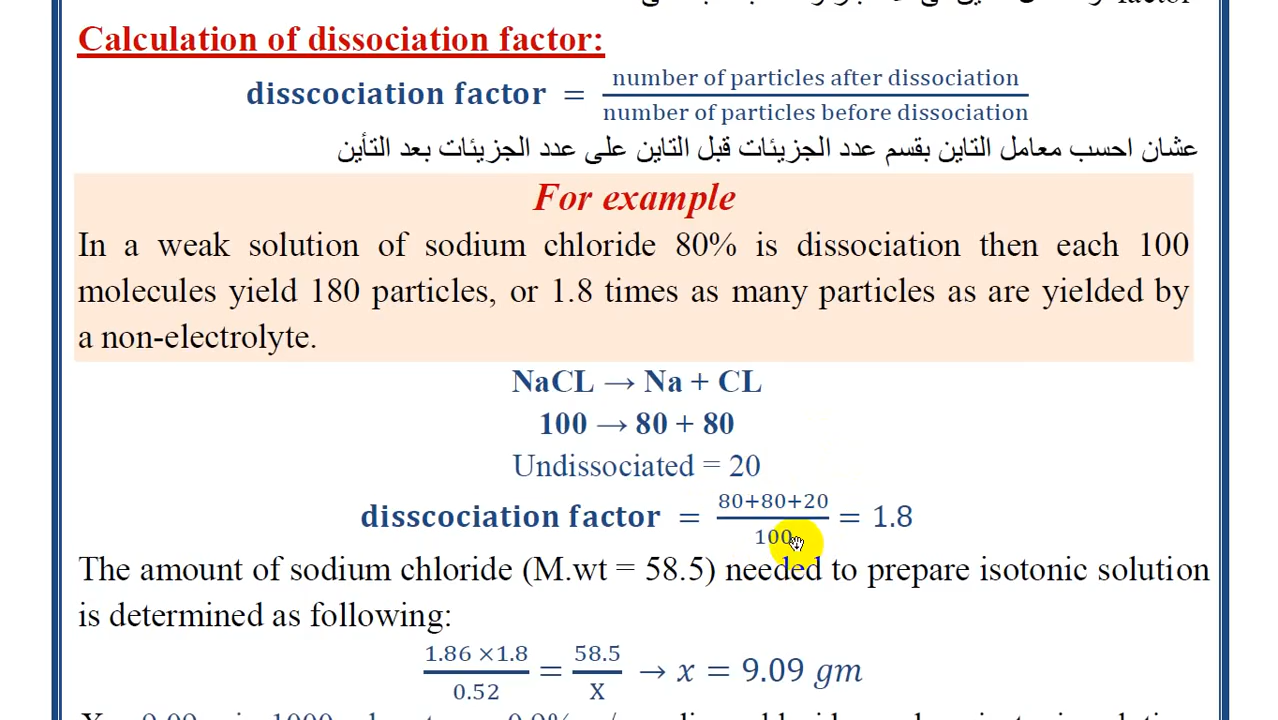 factor
Calculation of dissociation factor:
disscociation factor = number of particles after dissociation / number of particles before dissociation
عشان احسب معامل التاين بقسم عدد الجزيئات قبل التاين على عدد الجزيئات بعد التأين
For example
In a weak solution of sodium chloride 80% is dissociation then each 100
molecules yield 180 particles, or 1.8 times as many particles as are yielded by
a non-electrolyte.
NaCL → Na + CL
100 → 80 + 80
Undissociated = 20
disscociation factor = 80+80+20 / 100 = 1.8
The amount of sodium chloride (M.wt = 58.5) needed to prepare isotonic solution
is determined as following:
1.86 ×1.8 / 0.52 = 58.5 / X → x = 9.09 gm